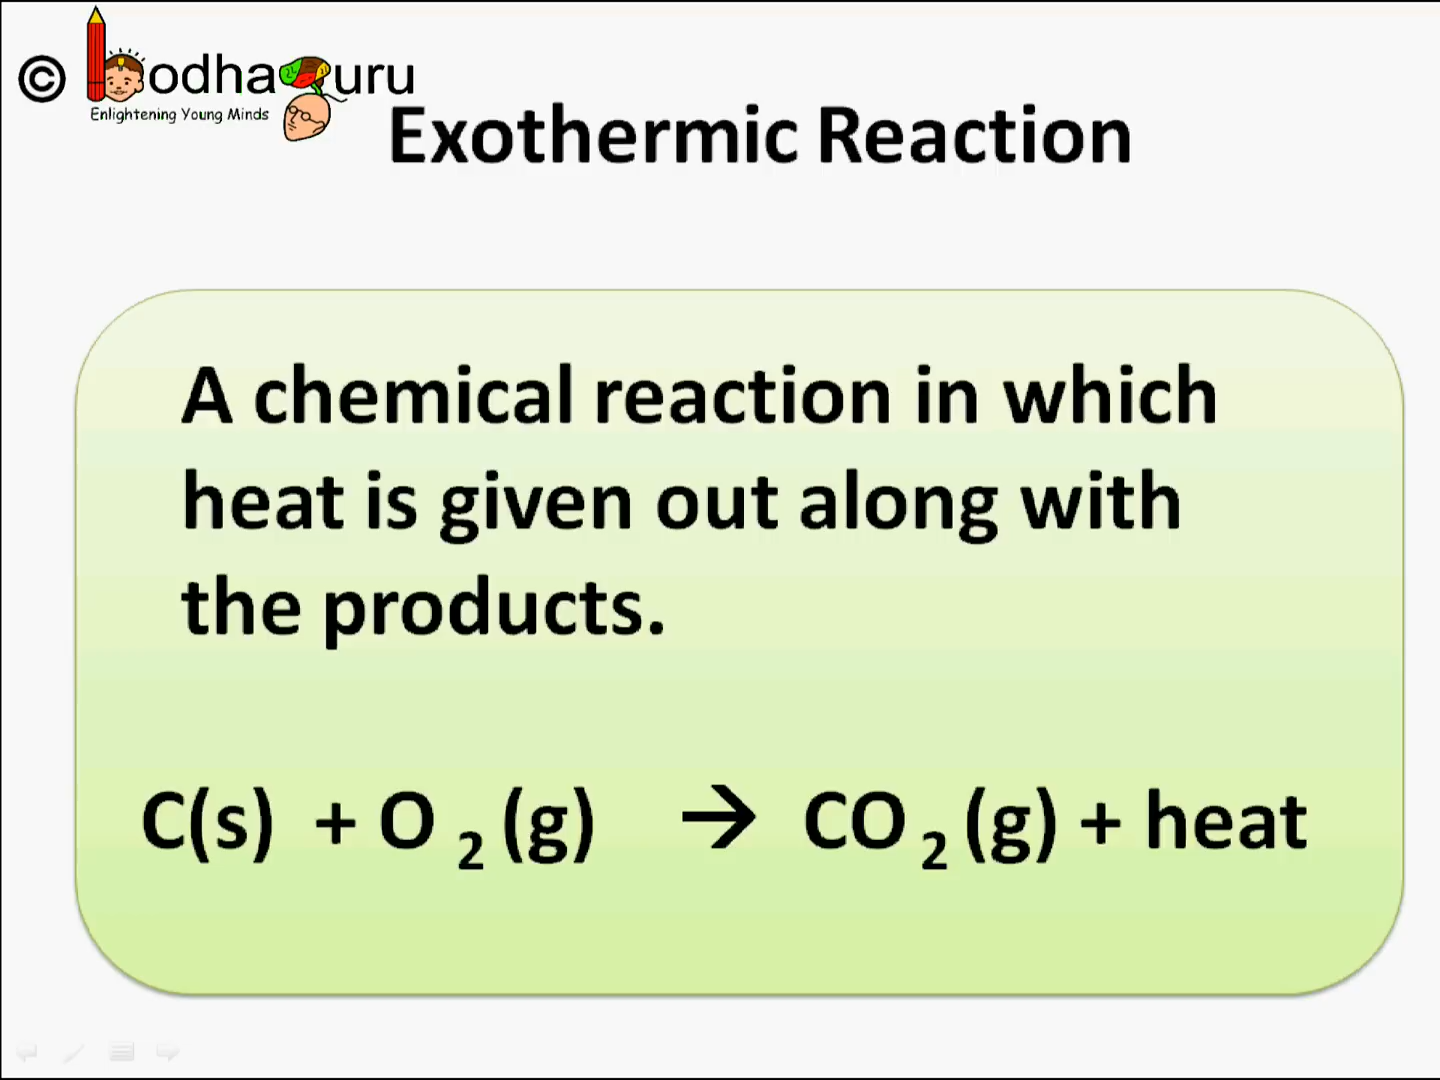 © bodhaguru
Enlightening Young Minds
Exothermic Reaction
A chemical reaction in which
heat is given out along with
the products.
C(s) + O 2 (g) → CO 2 (g) + heat